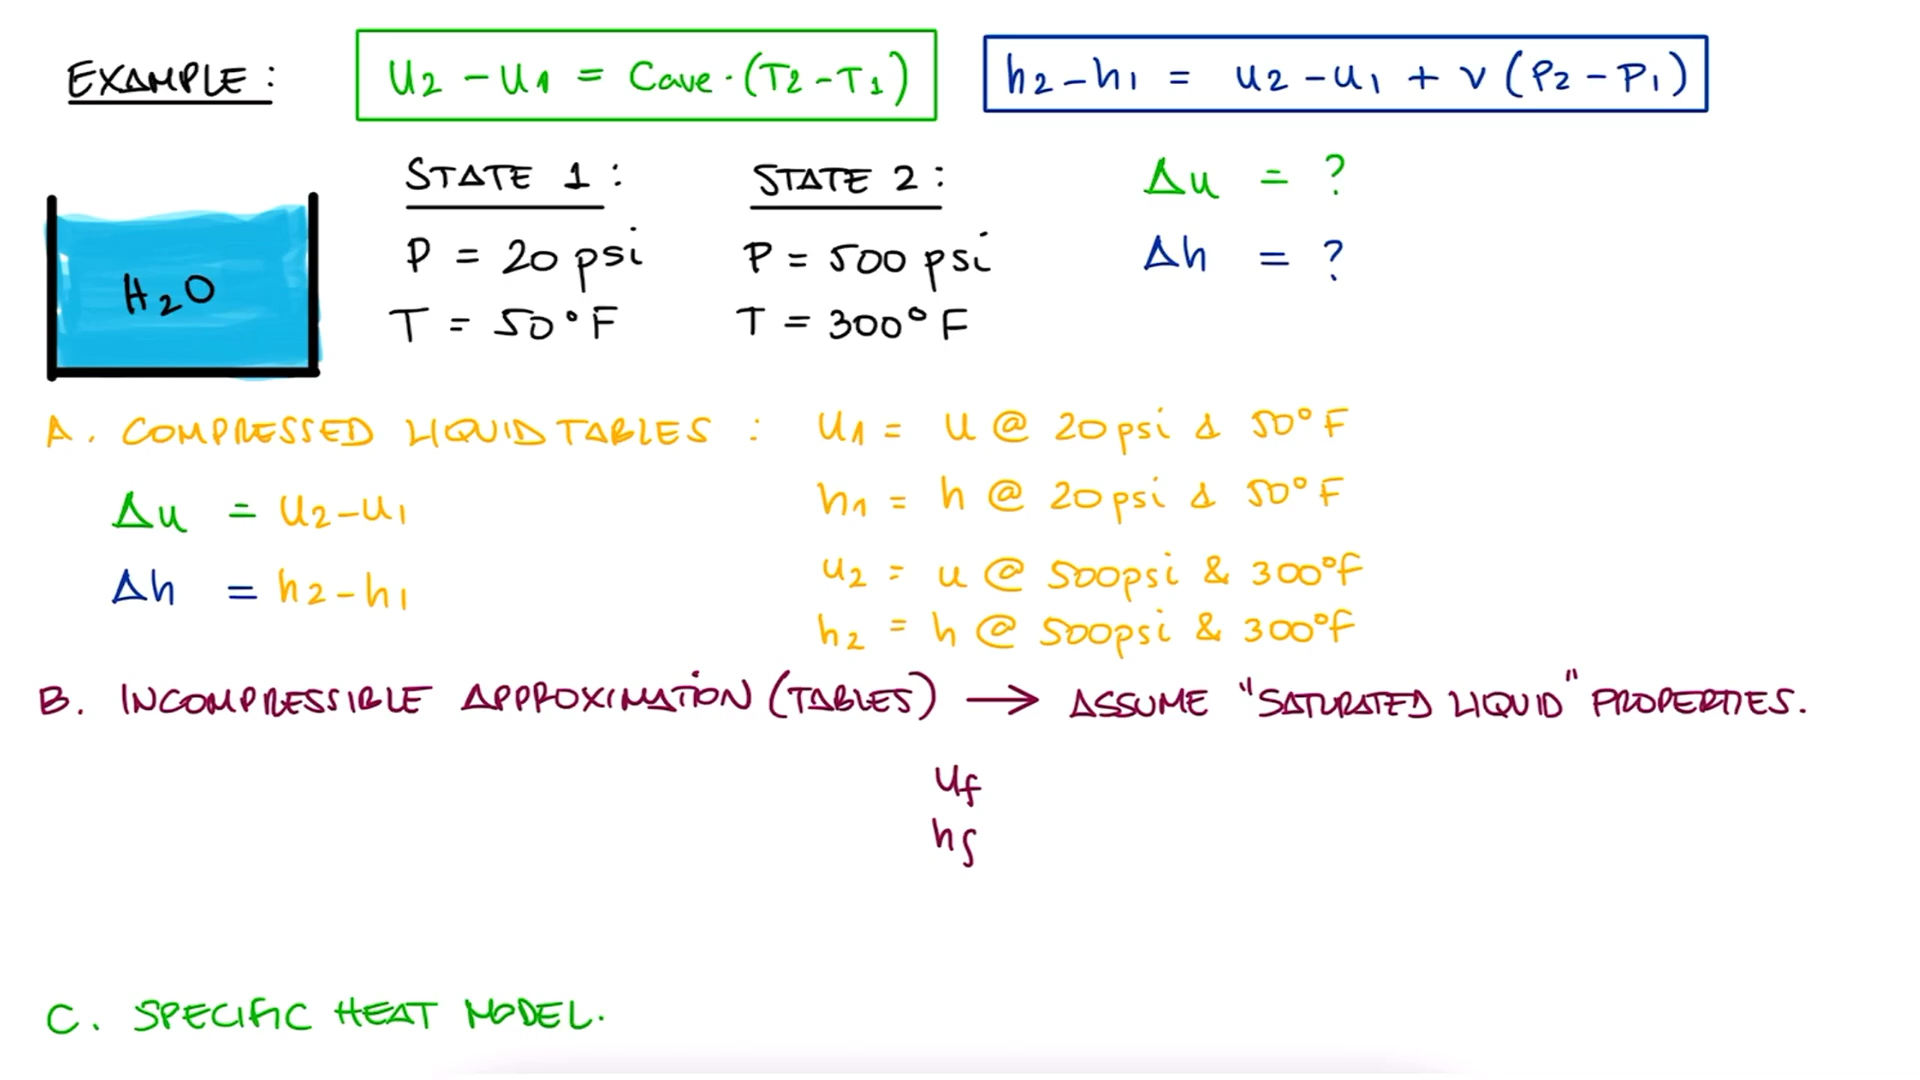 EXAMPLE: U2 - U1 = Cave · (T2 - T1) h2 - h1 = u2 - u1 + v (P2 - P1)
STATE 1: STATE 2: Δu = ?
P = 20 psi P = 500 psi Δh = ?
T = 50°F T = 300°F
H2O
A. COMPRESSED LIQUID TABLES: U1 = U @ 20 psi & 50°F
h1 = h @ 20 psi & 50°F
Δu = U2 - U1
u2 = u @ 500psi & 300°F
Δh = h2 - h1
h2 = h @ 500psi & 300°F
B. INCOMPRESSIBLE APPROXIMATION (TABLES) → ASSUME "SATURATED LIQUID" PROPERTIES.
Uf
hf
C. SPECIFIC HEAT MODEL.